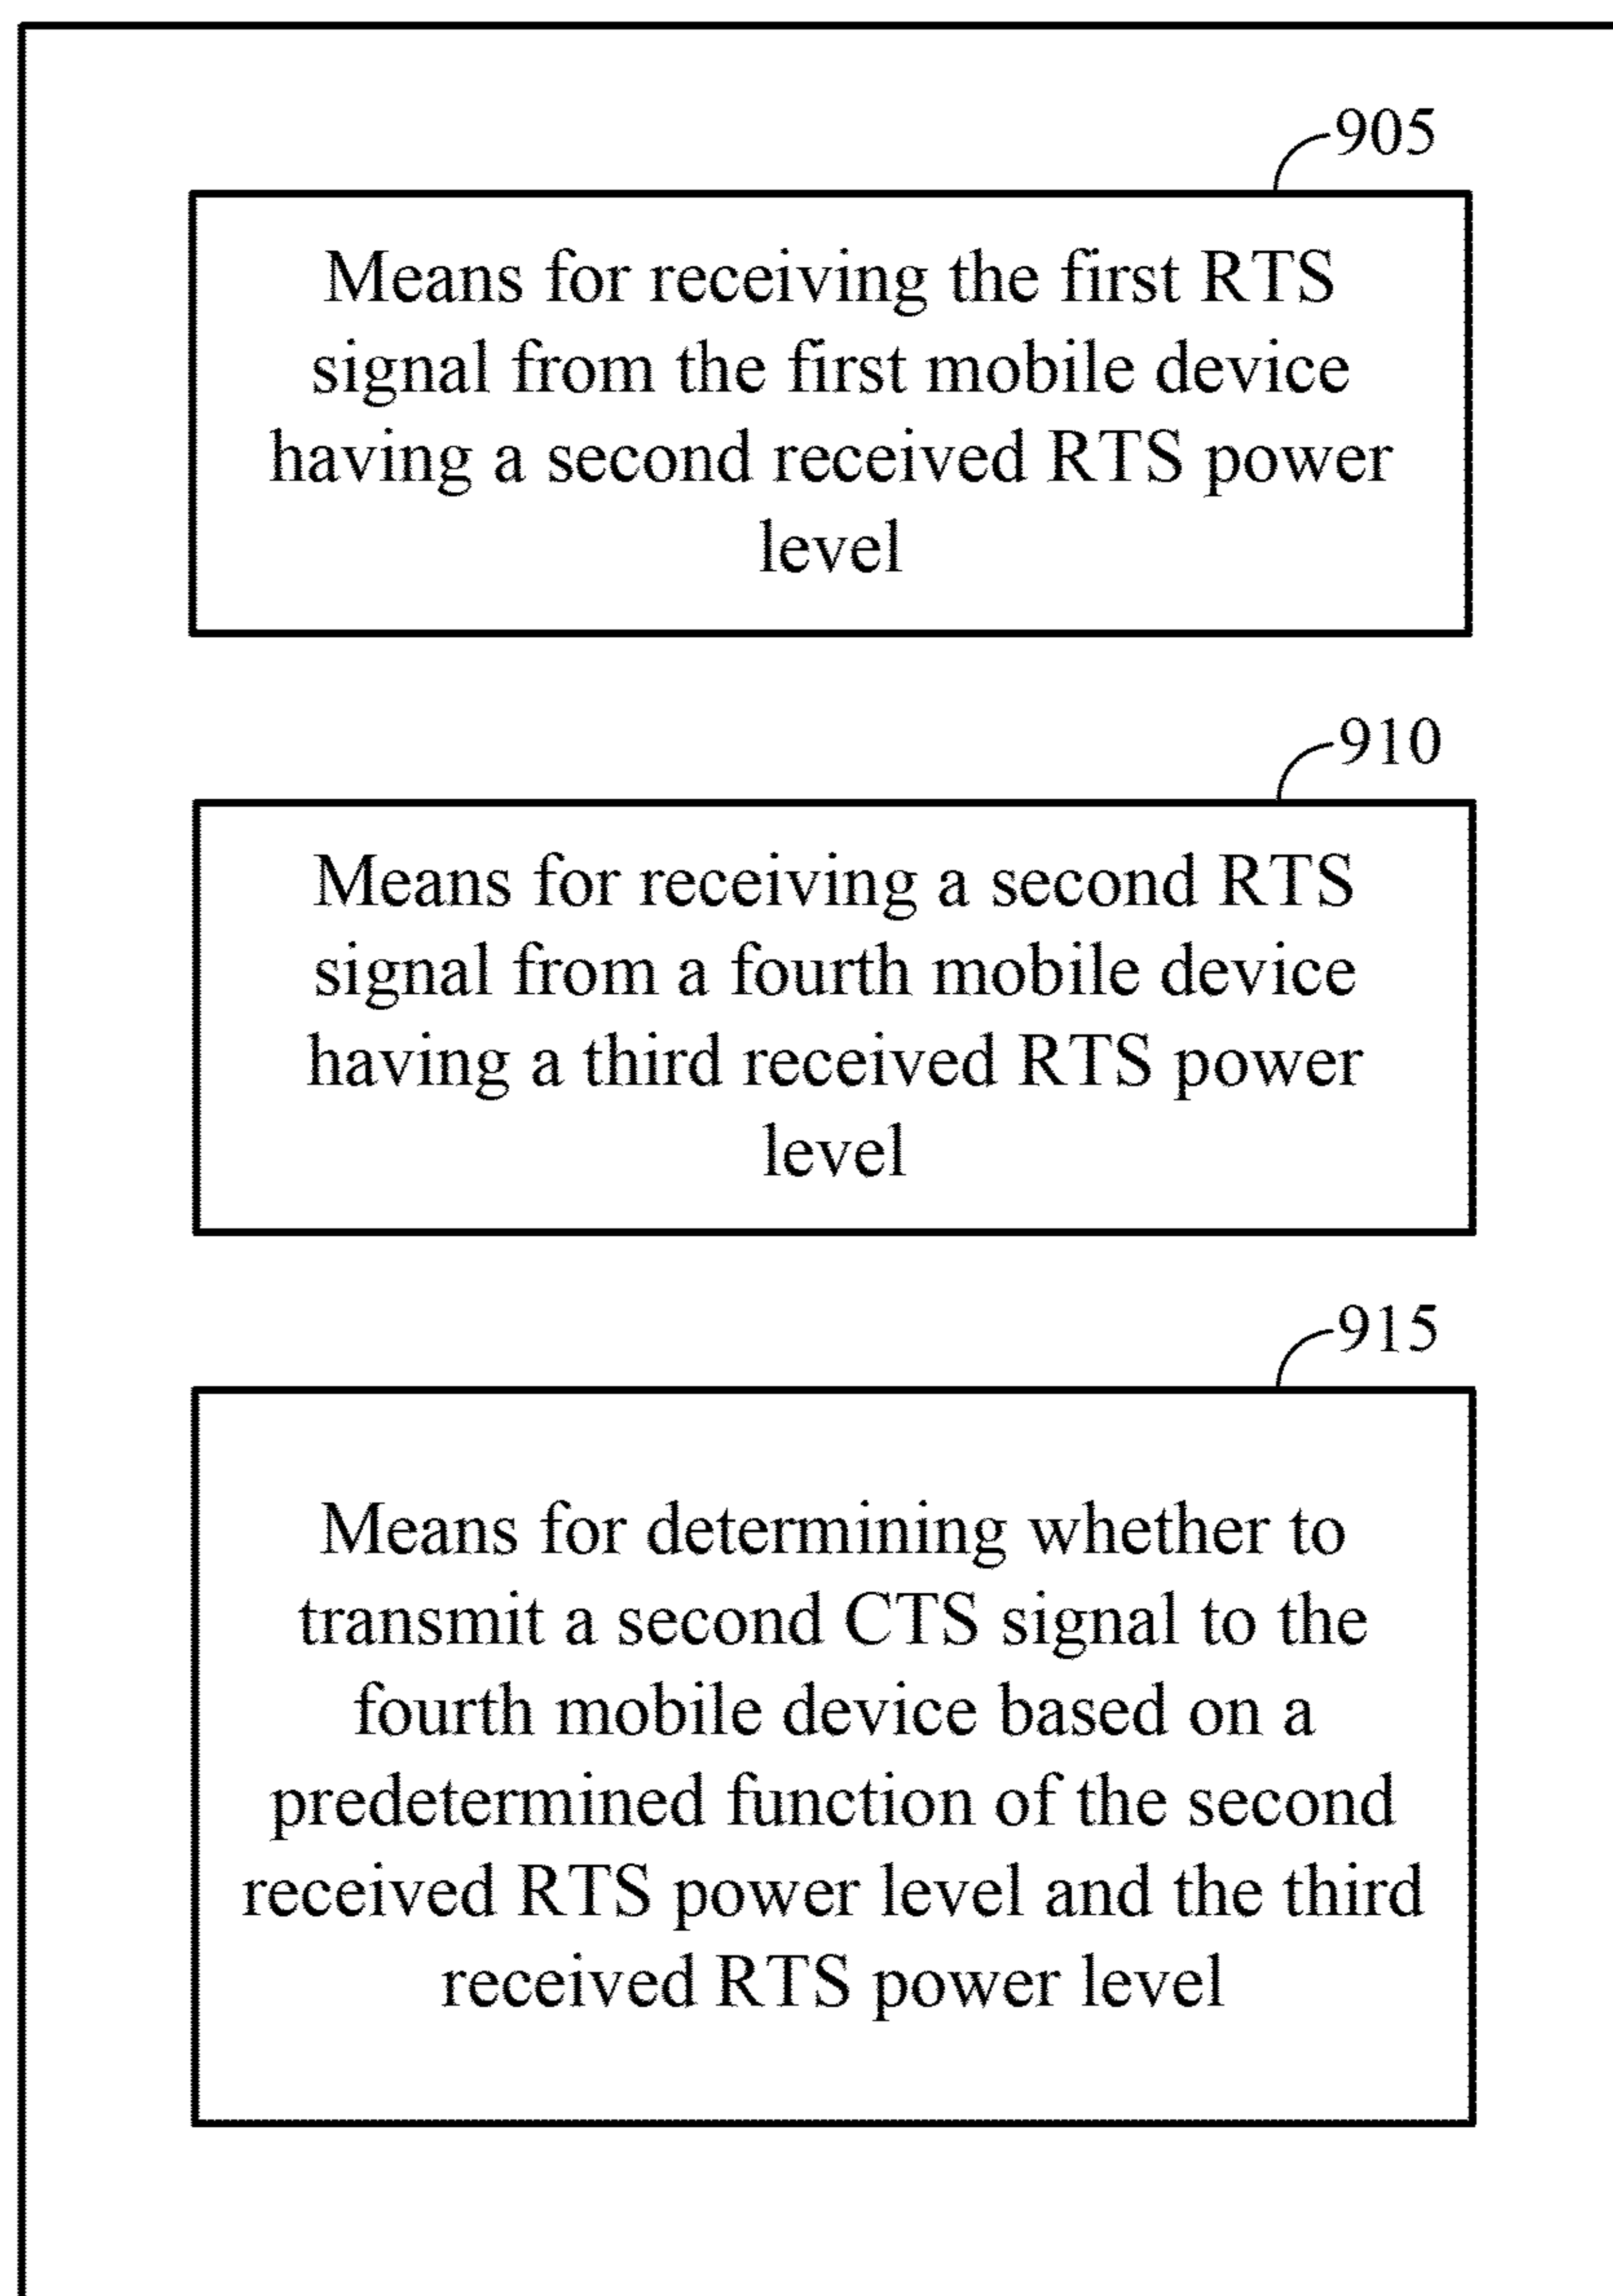 905
Means for receiving the first RTS
signal from the first mobile device
having a second received RTS power
level
910
Means for receiving a second RTS
signal from a fourth mobile device
having a third received RTS power
level
915
Means for determining whether to
transmit a second CTS signal to the
fourth mobile device based on a
predetermined function of the second
received RTS power level and the third
received RTS power level